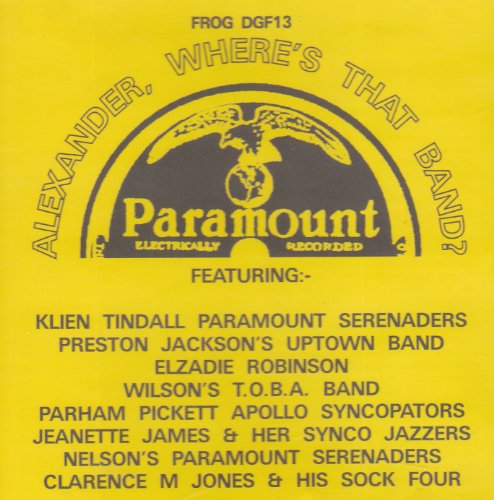 FROG DGF13
ALEXANDER, WHERE'S THAT BAND?
Paramount
ELECTRICALLY RECORDED
FEATURING:-
KLIEN TINDALL PARAMOUNT SERENADERS
PRESTON JACKSON'S UPTOWN BAND
ELZADIE ROBINSON
WILSON'S T.O.B.A. BAND
PARHAM PICKETT APOLLO SYNCOPATORS
JEANETTE JAMES & HER SYNCO JAZZERS
NELSON'S PARAMOUNT SERENADERS
CLARENCE M JONES & HIS SOCK FOUR